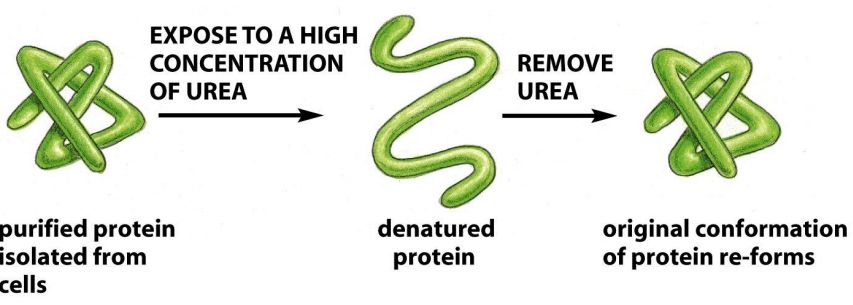 EXPOSE TO A HIGH
CONCENTRATION
OF UREA
REMOVE
UREA
purified protein
isolated from
cells
denatured
protein
original conformation
of protein re-forms